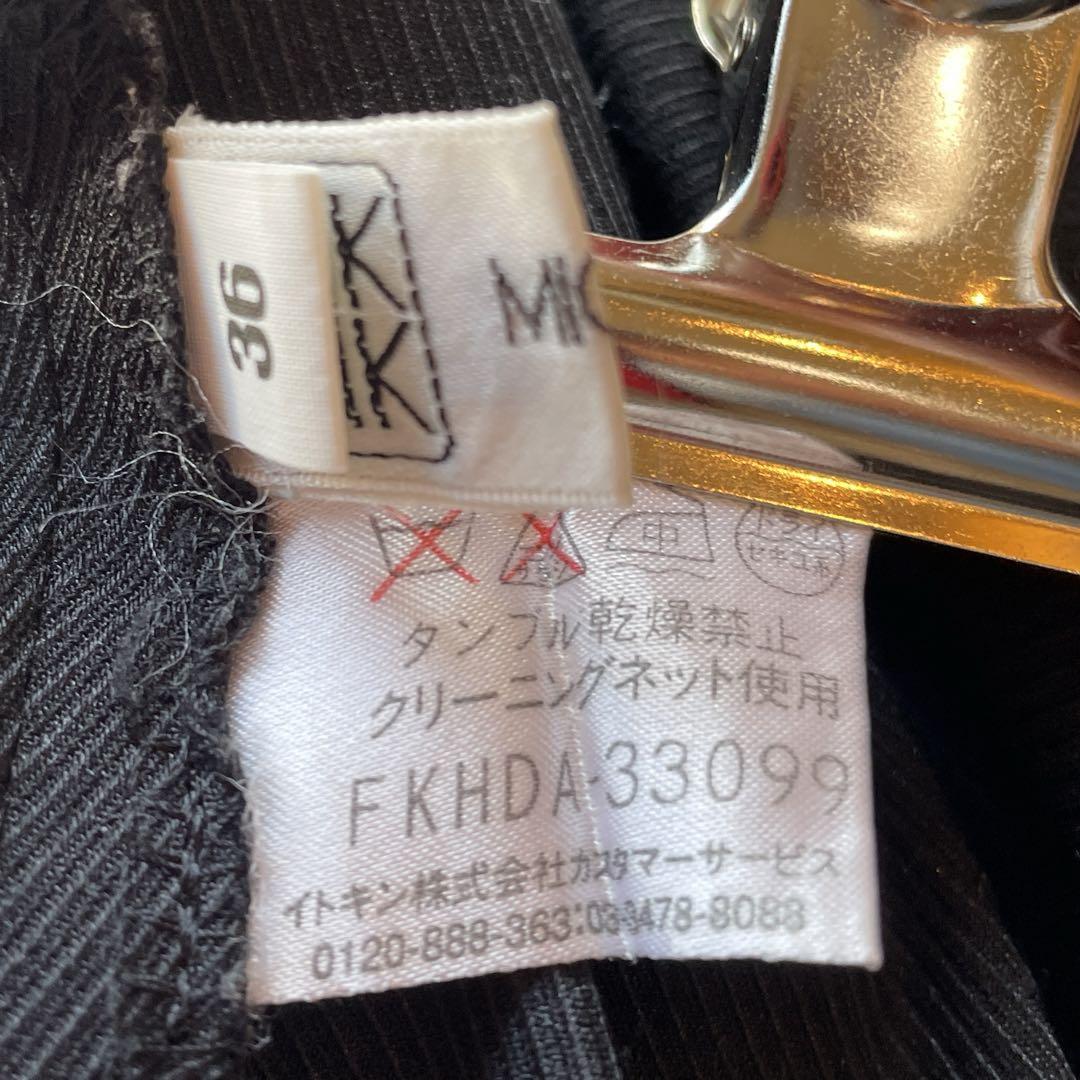 36
KK
タンブル乾燥禁止
クリーニングネット使用
FKHDA-33099
イトキン株式会社カスタマーサービス
0120-888-363:03-3478-8088